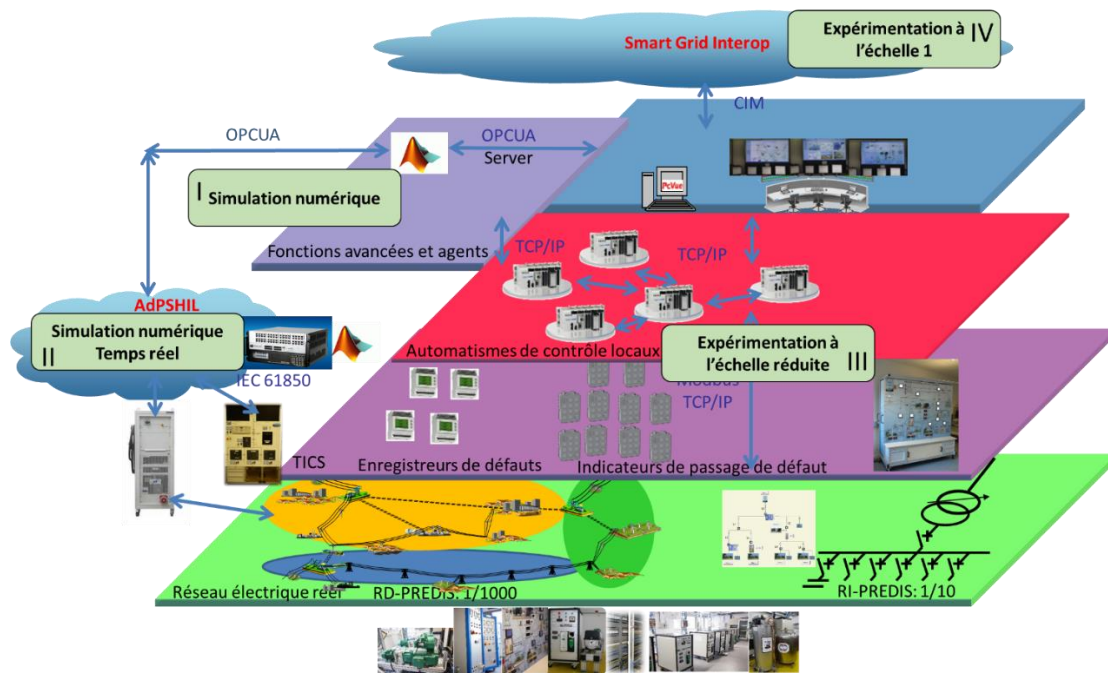 Smart Grid Interop
Expérimentation à
l'échelle 1
IV
CIM
OPCUA
OPCUA
Server
PcVue
I
Simulation numérique
Fonctions avancées et agents
TCP/IP
TCP/IP
AdPSHIL
Simulation numérique
Temps réel
II
IEC 61850
Automatismes de contrôle locaux
Expérimentation à
l'échelle réduite
III
Modbus
TCP/IP
TICS
Enregistreurs de défauts
Indicateurs de passage de défaut
Réseau électrique réel
RD-PREDIS: 1/1000
RI-PREDIS: 1/10